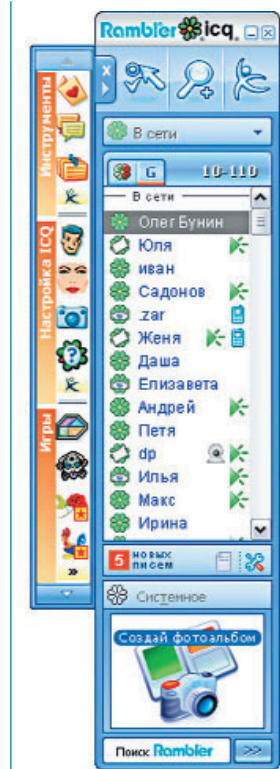 Rambler icq
В сети
G 10-110
В сети
Олег Бунин
Юля
иван
Садонов
.zar
Женя
Даша
Елизавета
Андрей
Петя
dp
Илья
Макс
Ирина
5 новых писем
Системное
Создай фотоальбом
Поиск Rambler >>
Инструменты
Настройка ICQ
Игры